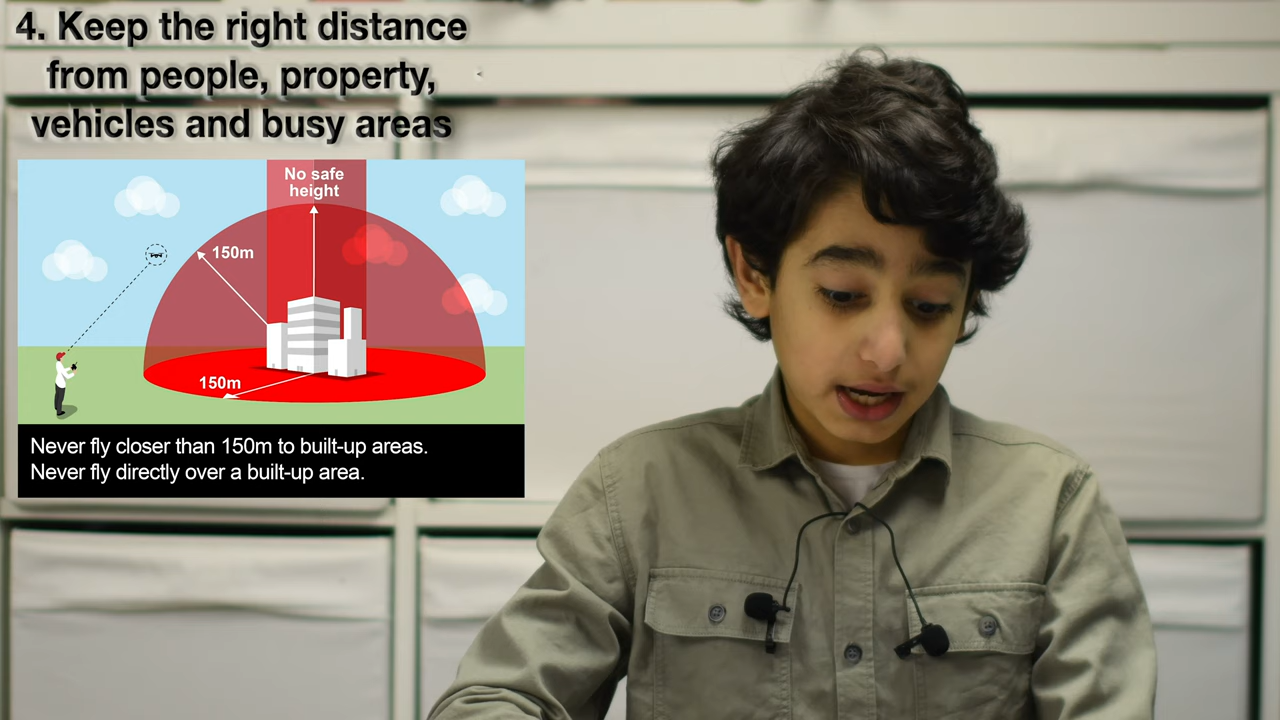 4. Keep the right distance
from people, property,
vehicles and busy areas
No safe
height
150m
150m
Never fly closer than 150m to built-up areas.
Never fly directly over a built-up area.